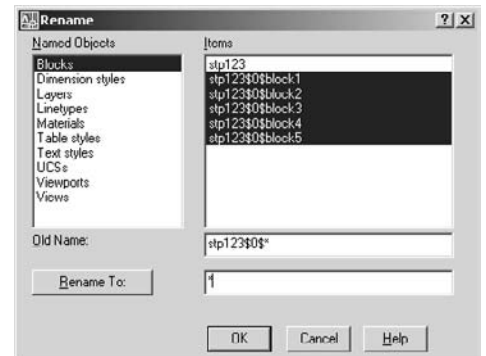 Rename
Named Objects
Items
Blocks
Dimension styles
Layers
Linetypes
Materials
Table styles
Text styles
UCSs
Viewports
Views
stp123
stp123$0$block1
stp123$0$block2
stp123$0$block3
stp123$0$block4
stp123$0$block5
Old Name:
stp123$0$*
Rename To:
*
OK
Cancel
Help